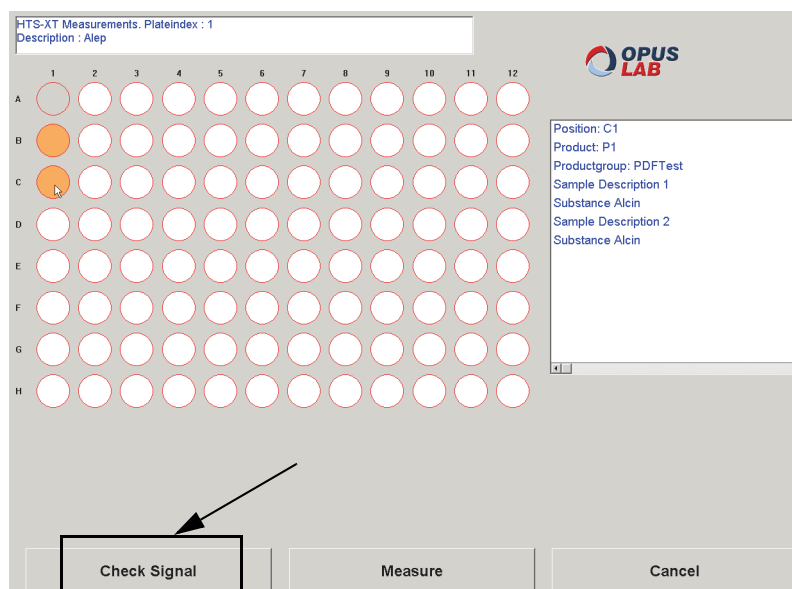 HTS-XT Measurements. Plateindex : 1
Description : Alep
OPUS
LAB
1 2 3 4 5 6 7 8 9 10 11 12
A
B
C
D
E
F
G
H
Position: C1
Product: P1
Productgroup: PDFTest
Sample Description 1
Substance Alcin
Sample Description 2
Substance Alcin
Check Signal
Measure
Cancel